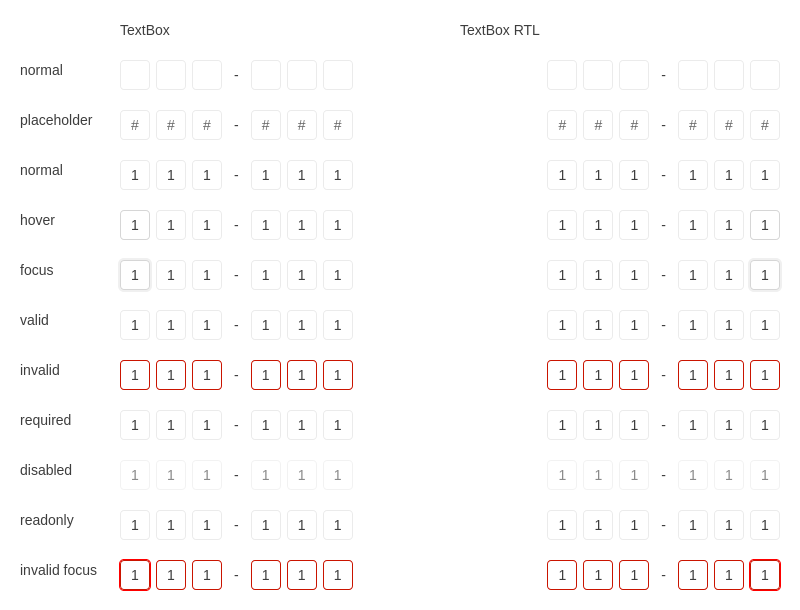 TextBox TextBox RTL
normal - -
placeholder # # # - # # # # # # - # # #
normal 1 1 1 - 1 1 1 1 1 1 - 1 1 1
hover 1 1 1 - 1 1 1 1 1 1 - 1 1 1
focus 1 1 1 - 1 1 1 1 1 1 - 1 1 1
valid 1 1 1 - 1 1 1 1 1 1 - 1 1 1
invalid 1 1 1 - 1 1 1 1 1 1 - 1 1 1
required 1 1 1 - 1 1 1 1 1 1 - 1 1 1
disabled 1 1 1 - 1 1 1 1 1 1 - 1 1 1
readonly 1 1 1 - 1 1 1 1 1 1 - 1 1 1
invalid focus 1 1 1 - 1 1 1 1 1 1 - 1 1 1